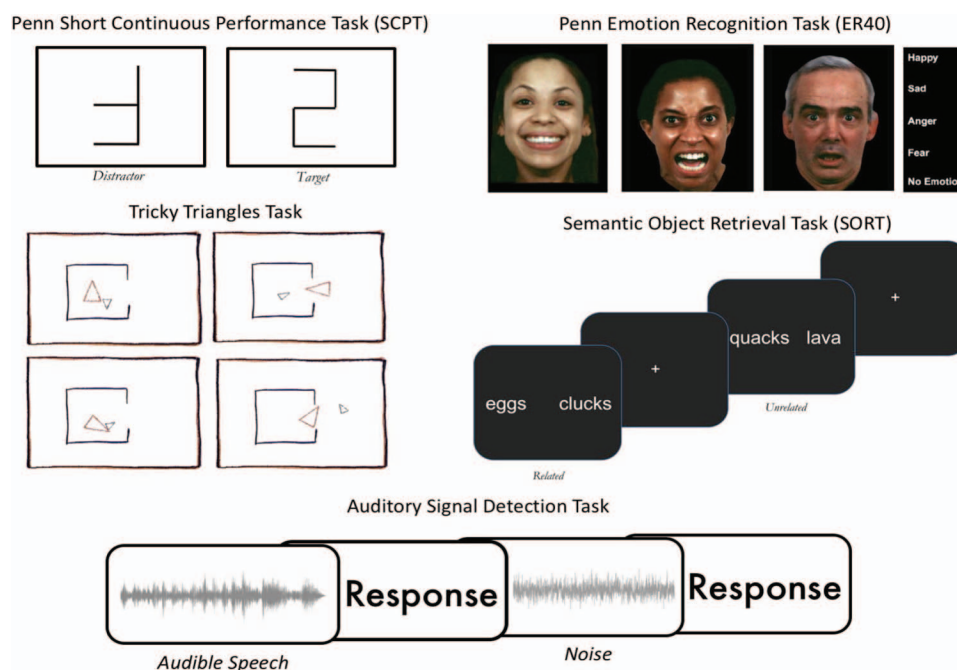 Penn Short Continuous Performance Task (SCPT)
Distractor
Target
Penn Emotion Recognition Task (ER40)
Happy
Sad
Anger
Fear
No Emotio
Tricky Triangles Task
Semantic Object Retrieval Task (SORT)
eggs clucks
Related
+
quacks lava
Unrelated
+
Auditory Signal Detection Task
Response
Response
Audible Speech
Noise